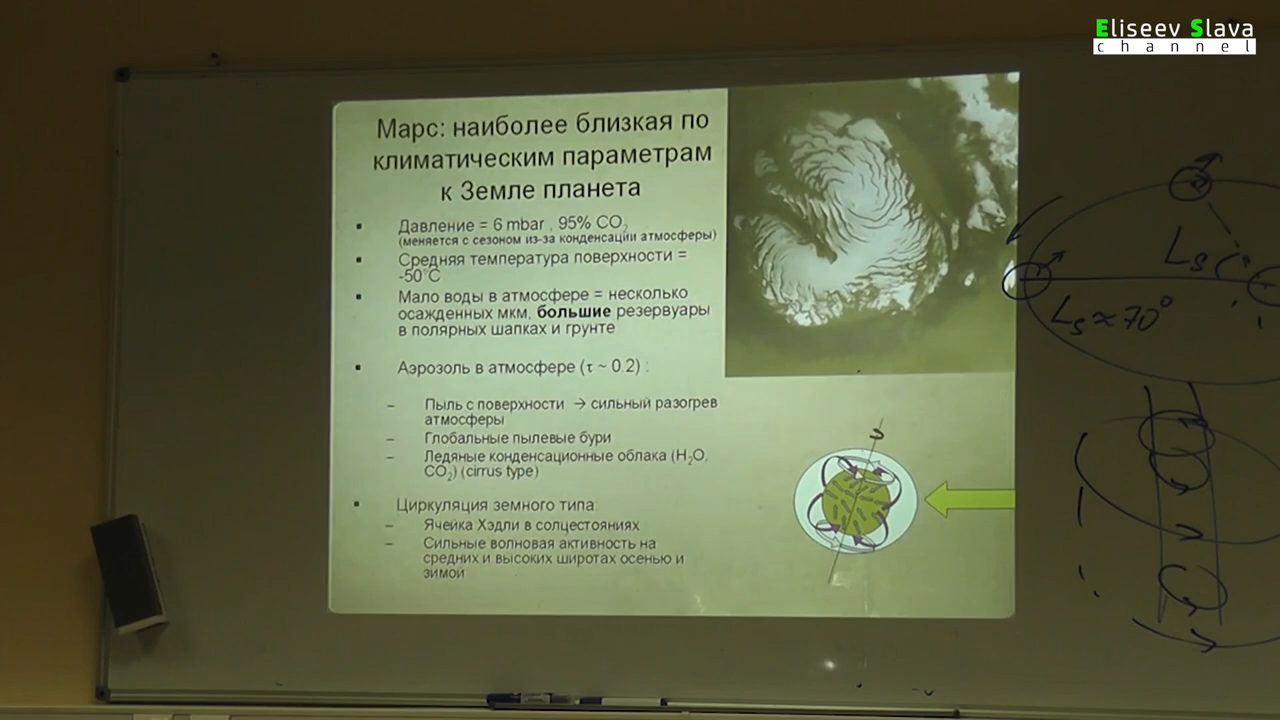 Eliseev Slava
channel
Марс: наиболее близкая по
климатическим параметрам
к Земле планета
▪ Давление = 6 mbar , 95% CO2
(меняется с сезоном из-за конденсации атмосферы)
▪ Средняя температура поверхности =
-50°C
▪ Мало воды в атмосфере = несколько
осажденных мкм, большие резервуары
в полярных шапках и грунте
▪ Аэрозоль в атмосфере (τ ~ 0.2) :
– Пыль с поверхности → сильный разогрев
атмосферы
– Глобальные пылевые бури
– Ледяные конденсационные облака (H2O,
CO2) (cirrus type)
▪ Циркуляция земного типа:
– Ячейка Хэдли в солцестояниях
– Сильные волновая активность на
средних и высоких широтах осенью и
зимой
Ls
Ls ≈ 70°